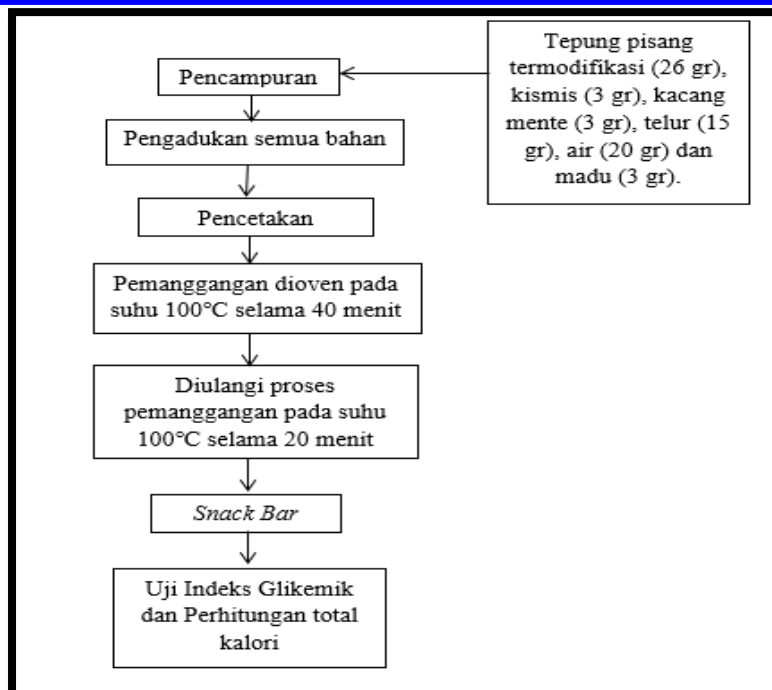 Pencampuran
Tepung pisang
termodifikasi (26 gr),
kismis (3 gr), kacang
mente (3 gr), telur (15
gr), air (20 gr) dan
madu (3 gr).
Pengadukan semua bahan
Pencetakan
Pemanggangan dioven pada
suhu 100°C selama 40 menit
Diulangi proses
pemanggangan pada suhu
100°C selama 20 menit
Snack Bar
Uji Indeks Glikemik
dan Perhitungan total
kalori